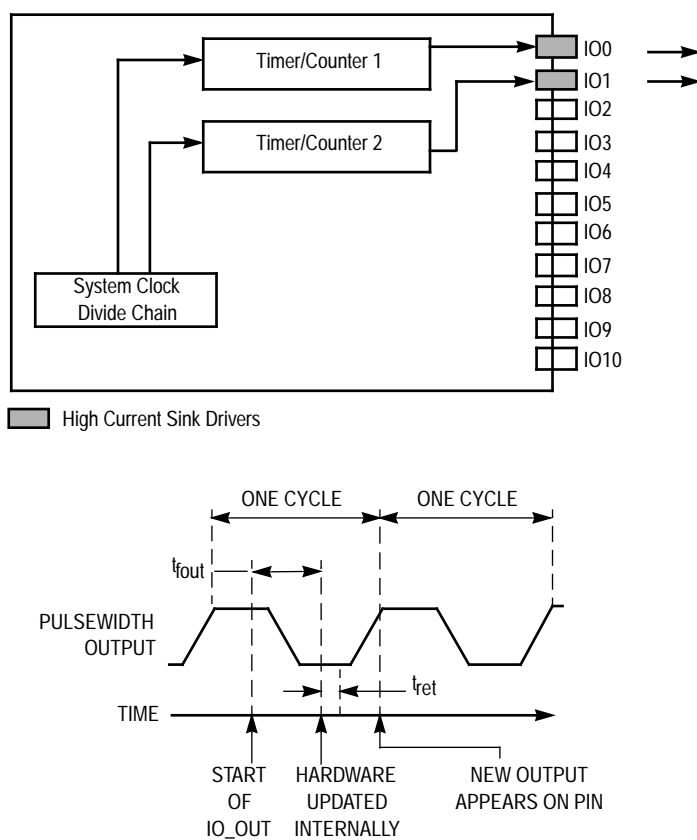 Timer/Counter 1
IO0
IO1
IO2
Timer/Counter 2
IO3
IO4
IO5
IO6
IO7
System Clock
Divide Chain
IO8
IO9
IO10
High Current Sink Drivers
ONE CYCLE
ONE CYCLE
tfout
PULSEWIDTH
OUTPUT
tret
TIME
START
OF
IO_OUT
HARDWARE
UPDATED
INTERNALLY
NEW OUTPUT
APPEARS ON PIN